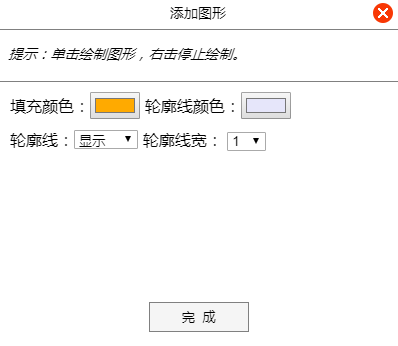 添加图形
提示：单击绘制图形，右击停止绘制。
填充颜色： 轮廓线颜色：
轮廓线：显示 轮廓线宽：1
完 成